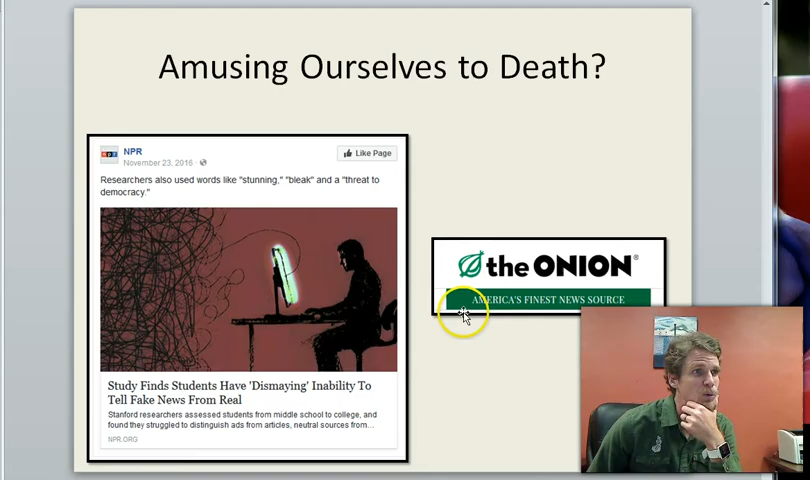 Amusing Ourselves to Death?
npr
NPR
November 23, 2016
Like Page
Researchers also used words like "stunning," "bleak" and a "threat to
democracy."
Study Finds Students Have 'Dismaying' Inability To
Tell Fake News From Real
Stanford researchers assessed students from middle school to college, and
found they struggled to distinguish ads from articles, neutral sources from...
NPR.ORG
the ONION®
AMERICA'S FINEST NEWS SOURCE